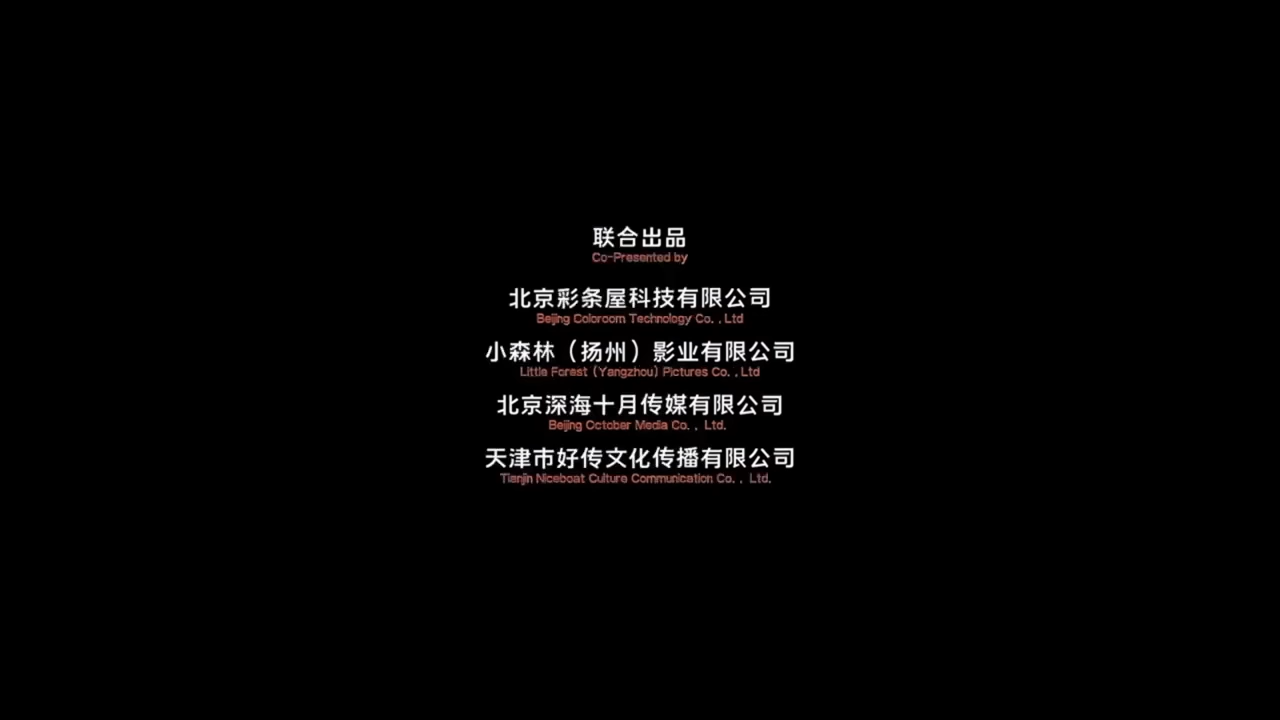 联合出品
Co-Presented by
北京彩条屋科技有限公司
Beijing Coloroom Technology Co. , Ltd
小森林（扬州）影业有限公司
Little Forest (Yangzhou) Pictures Co. , Ltd
北京深海十月传媒有限公司
Beijing October Media Co. , Ltd.
天津市好传文化传播有限公司
Tianjin Niceboat Culture Communication Co. , Ltd.